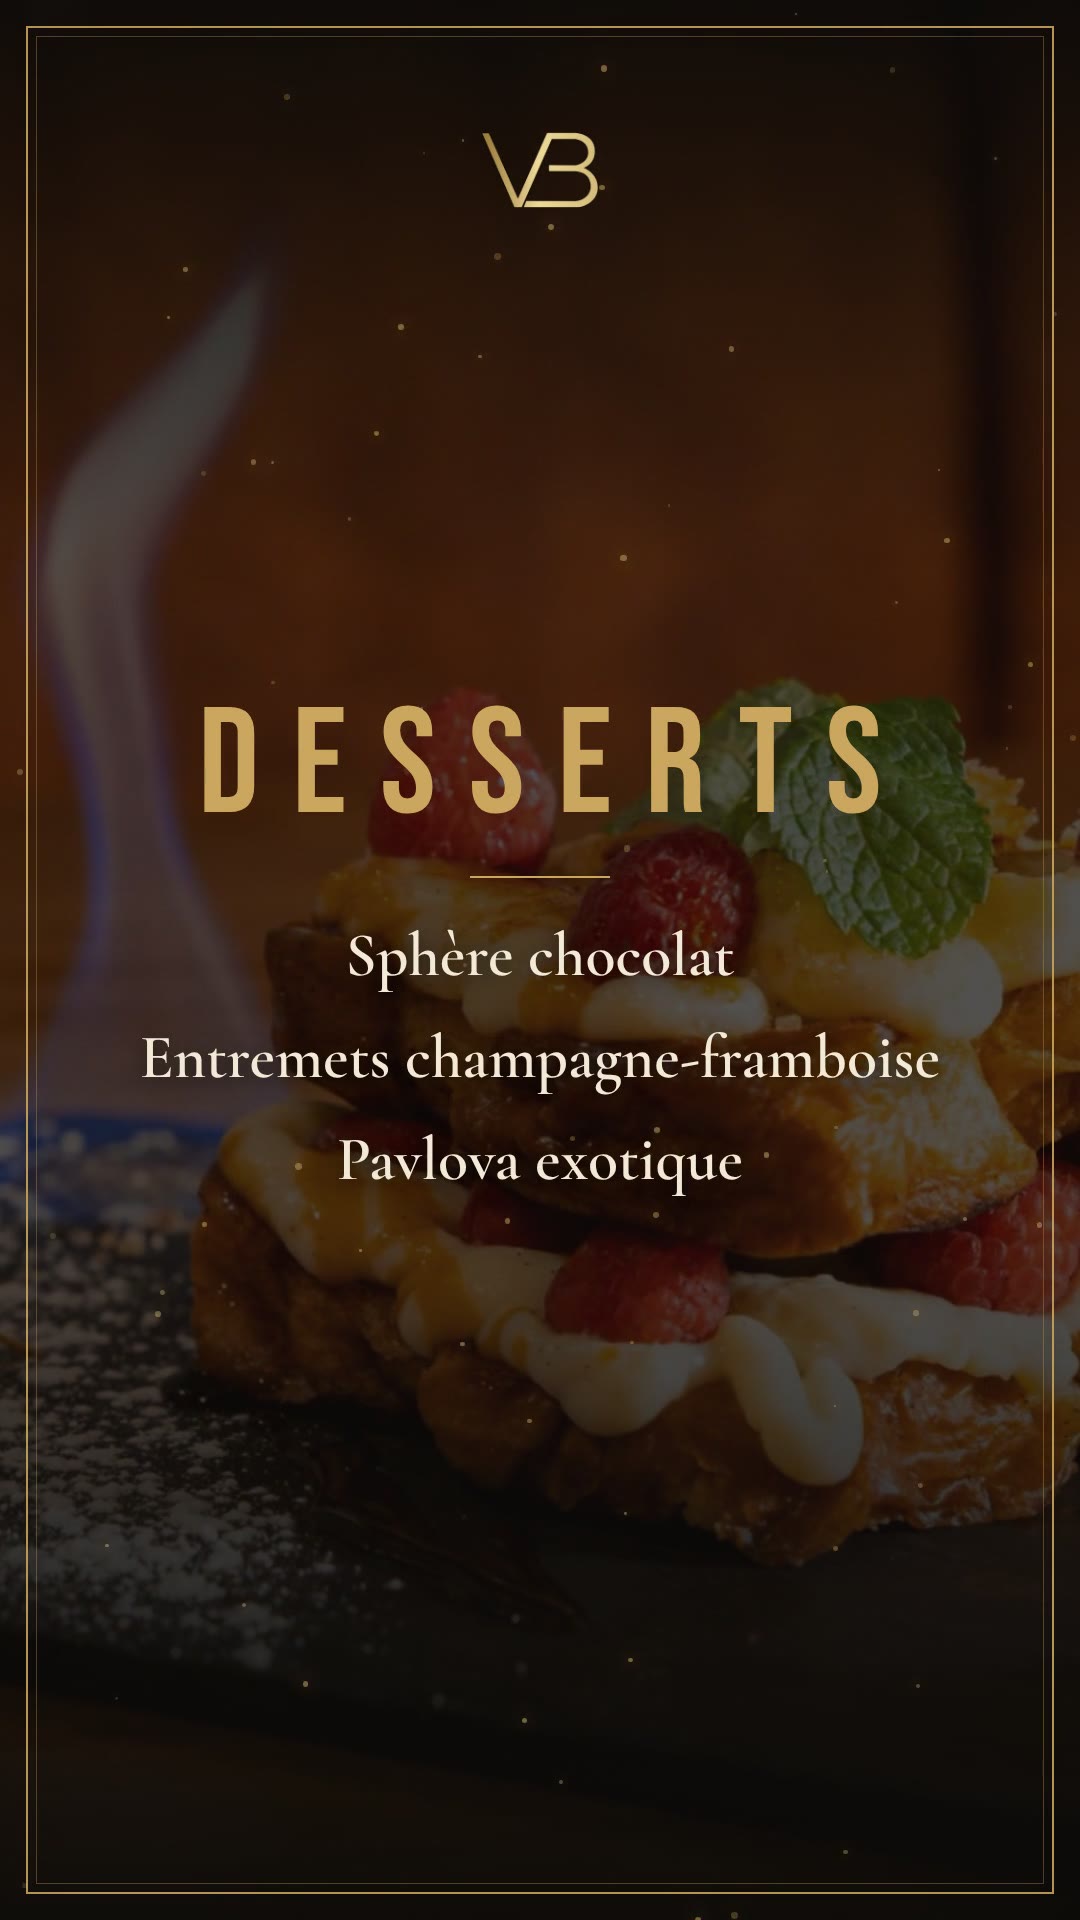 VB
DESSERTS
Sphère chocolat
Entremets champagne-framboise
Pavlova exotique